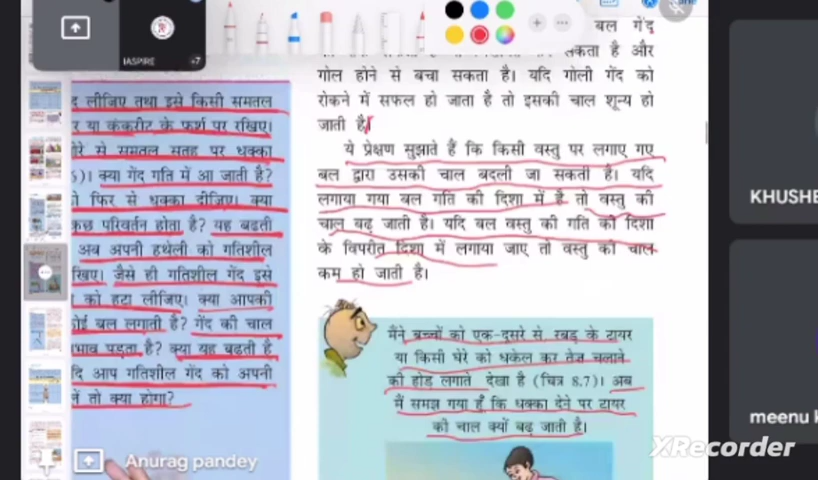 IASPIRE
+7
द लीजिए तथा इसे किसी समतल
र या कंकरीट के फर्श पर रखिए।
रे से समतल सतह पर धक्का
)। क्या गेंद गति में आ जाती है?
फिर से धक्का दीजिए। क्या
कुछ परिवर्तन होता है? यह बढ़ती
अब अपनी हथेली को गतिशील
खिए। जैसे ही गतिशील गेंद इसे
को हटा लीजिए। क्या आपकी
ोई बल लगाती है? गेंद की चाल
भाव पड़ता है? क्या यह बढ़ती है
दि आप गतिशील गेंद को अपनी
तो क्या होगा?
Anurag pandey
बल गेंद
सकता है और
गोल होने से बचा सकता है। यदि गोली गेंद को
रोकने में सफल हो जाता है तो इसकी चाल शून्य हो
जाती है।
ये प्रेक्षण सुझाते हैं कि किसी वस्तु पर लगाए गए
बल द्वारा उसकी चाल बदली जा सकती है। यदि
लगाया गया बल गति की दिशा में है तो वस्तु की
चाल बढ़ जाती है। यदि बल वस्तु की गति की दिशा
के विपरीत दिशा में लगाया जाए तो वस्तु की चाल
कम हो जाती है।
मैंने बच्चों को एक-दूसरे से रबड़ के टायर
या किसी घेरे को धकेल कर तेज चलाने
की होड़ लगाते देखा है (चित्र 8.7)। अब
मैं समझ गया हूँ कि धक्का देने पर टायर
की चाल क्यों बढ़ जाती है।
KHUSHE
meenu k
XRecorder